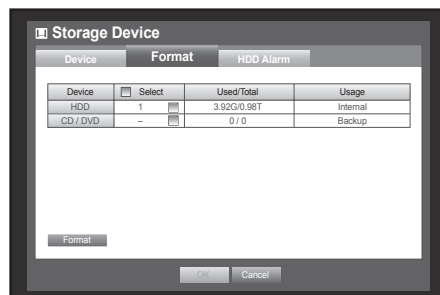 Storage Device
Device Format HDD Alarm
Device Select Used/Total Usage
HDD 1 3.92G/0.98T Internal
CD / DVD – 0 / 0 Backup
Format
OK Cancel